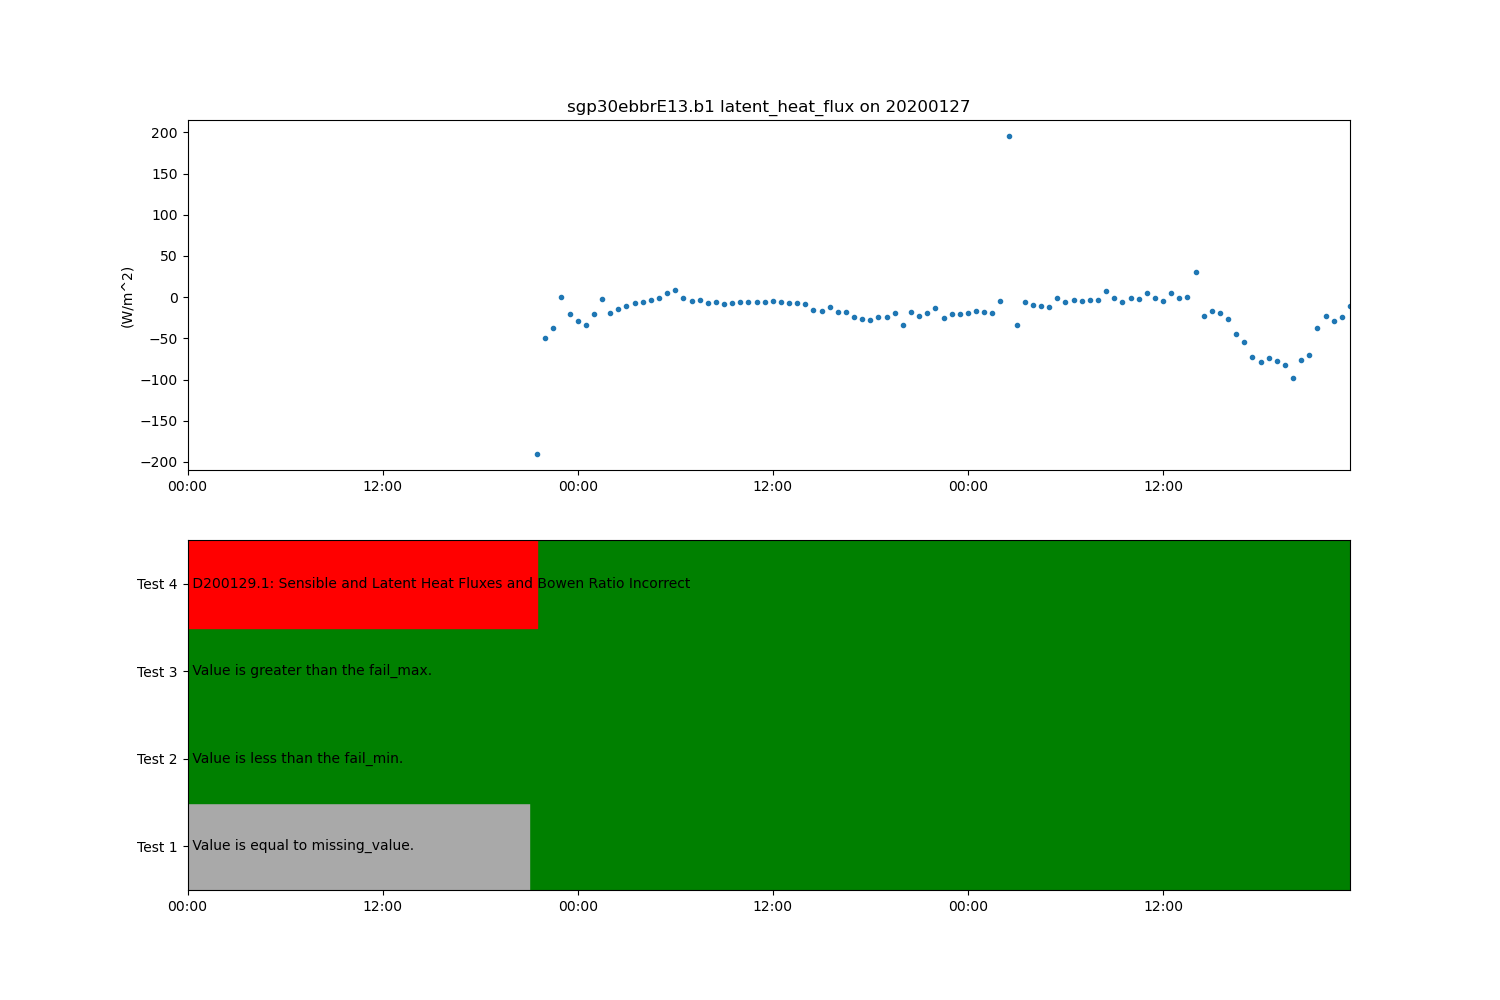 sgp30ebbrE13.b1 latent_heat_flux on 20200127
200
150
100
50
0
−50
−100
−150
−200
(W/m^2)
00:00 12:00 00:00 12:00 00:00 12:00
Test 4 D200129.1: Sensible and Latent Heat Fluxes and Bowen Ratio Incorrect
Test 3 Value is greater than the fail_max.
Test 2 Value is less than the fail_min.
Test 1 Value is equal to missing_value.
00:00 12:00 00:00 12:00 00:00 12:00